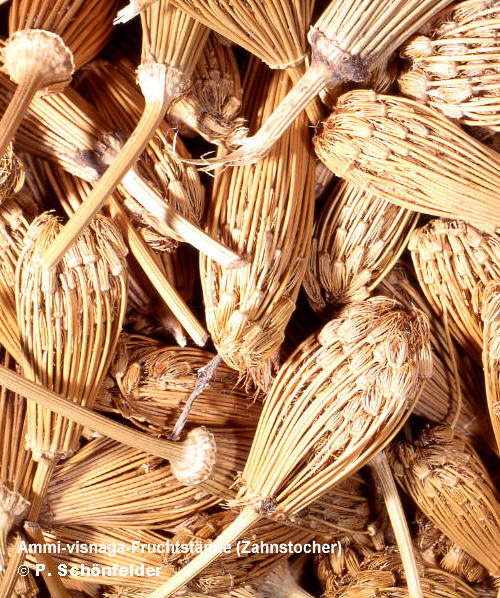 Ammi-visnaga-Fruchtstände (Zahnstocher)
© P. Schönfelder